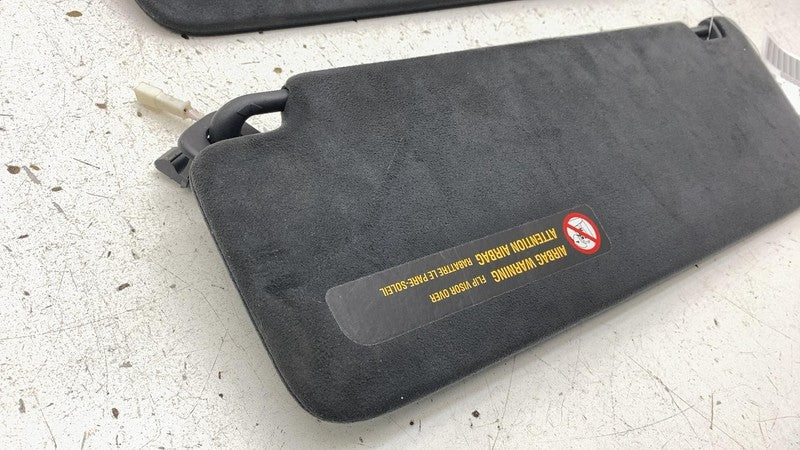 AIRBAG WARNING FLIP VISOR OVER
ATTENTION AIRBAG RABATTRE LE PARE-SOLEIL